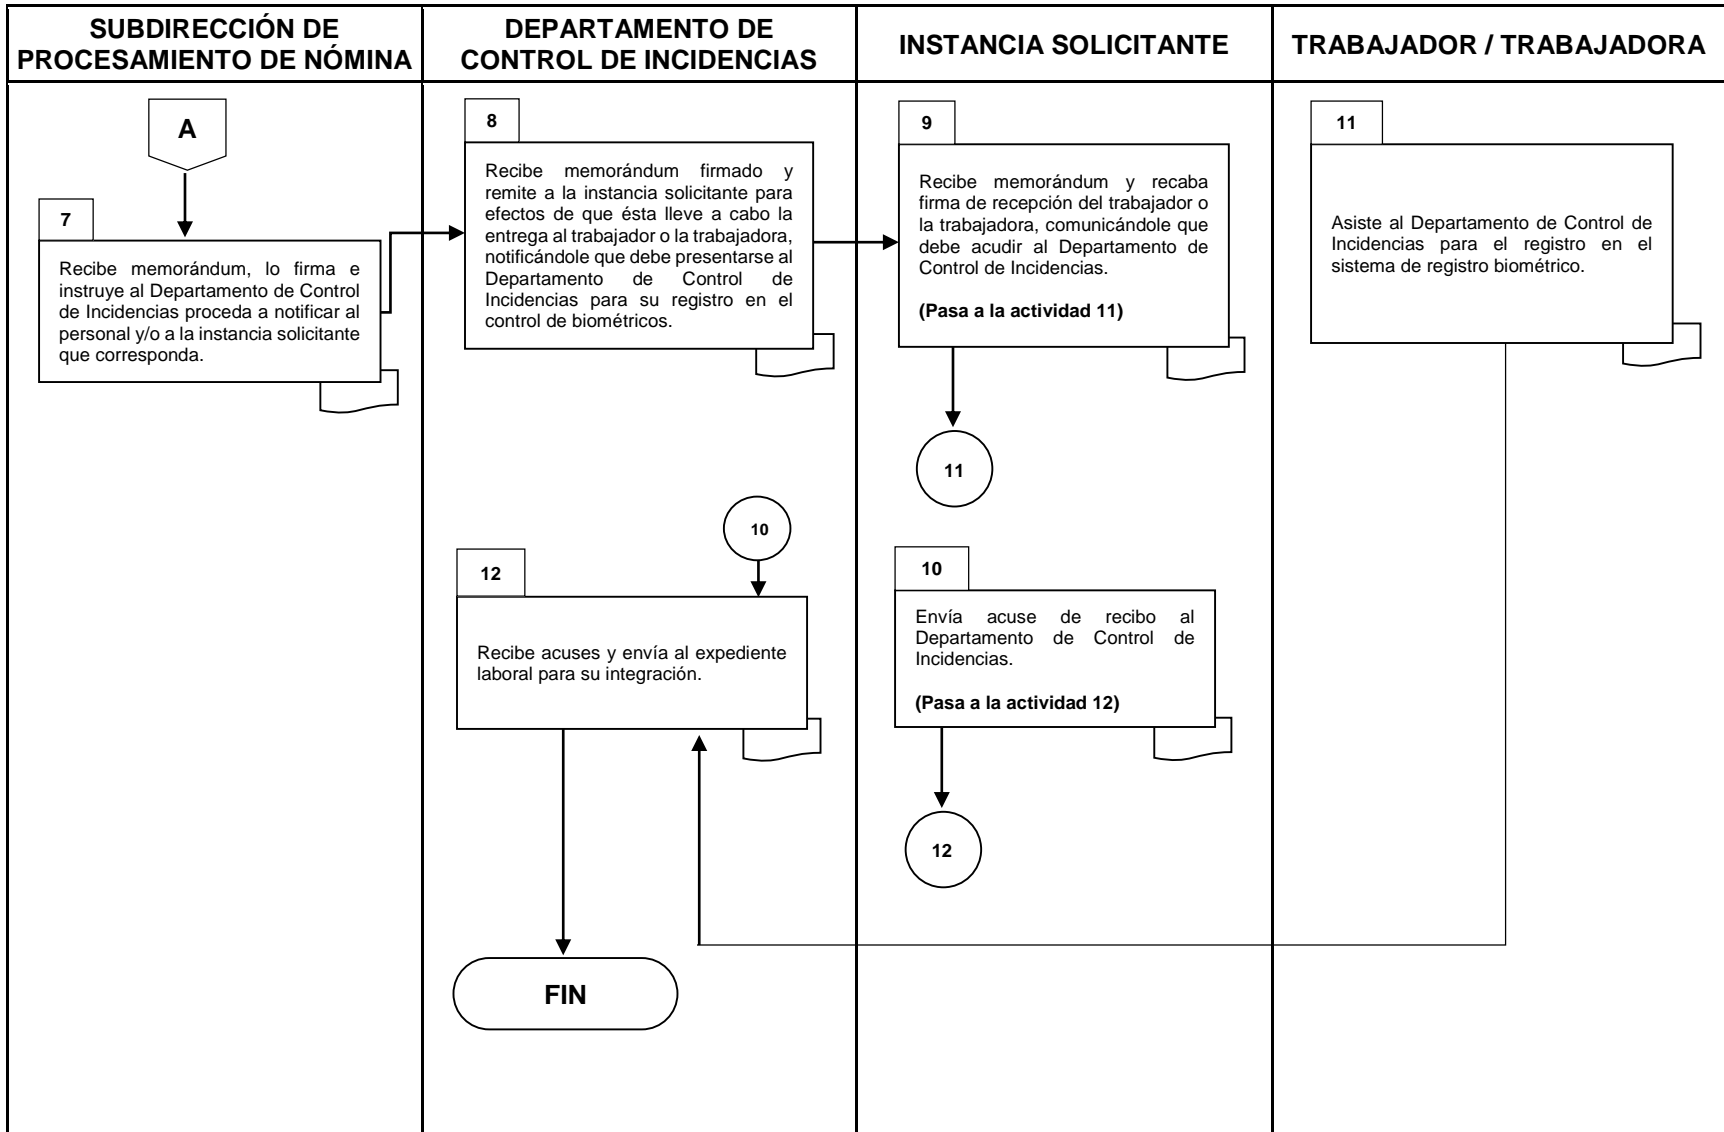 SUBDIRECCIÓN DE
PROCESAMIENTO DE NÓMINA
DEPARTAMENTO DE
CONTROL DE INCIDENCIAS
INSTANCIA SOLICITANTE
TRABAJADOR / TRABAJADORA
A
7
Recibe memorándum, lo firma e
instruye al Departamento de Control
de Incidencias proceda a notificar al
personal y/o a la instancia solicitante
que corresponda.
8
Recibe memorándum firmado y
remite a la instancia solicitante para
efectos de que ésta lleve a cabo la
entrega al trabajador o la trabajadora,
notificándole que debe presentarse al
Departamento de Control de
Incidencias para su registro en el
control de biométricos.
10
12
Recibe acuses y envía al expediente
laboral para su integración.
FIN
9
Recibe memorándum y recaba
firma de recepción del trabajador o
la trabajadora, comunicándole que
debe acudir al Departamento de
Control de Incidencias.
(Pasa a la actividad 11)
11
10
Envía acuse de recibo al
Departamento de Control de
Incidencias.
(Pasa a la actividad 12)
12
11
Asiste al Departamento de Control de
Incidencias para el registro en el
sistema de registro biométrico.